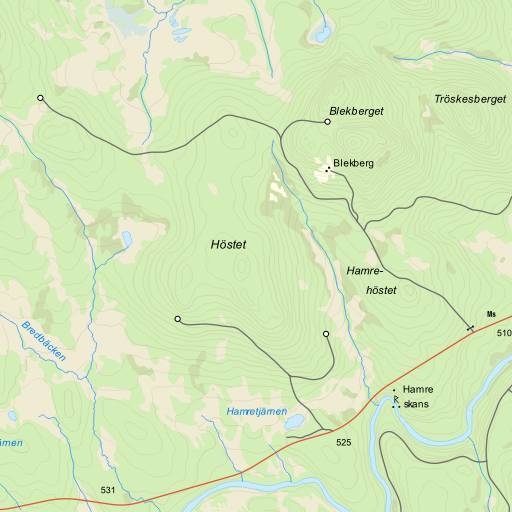 Tröskesberget
Blekberget
Blekberg
Höstet
Hamre-
höstet
Ms
510
Bredbäcken
Hamre
skans
Hamretjärnen
525
531